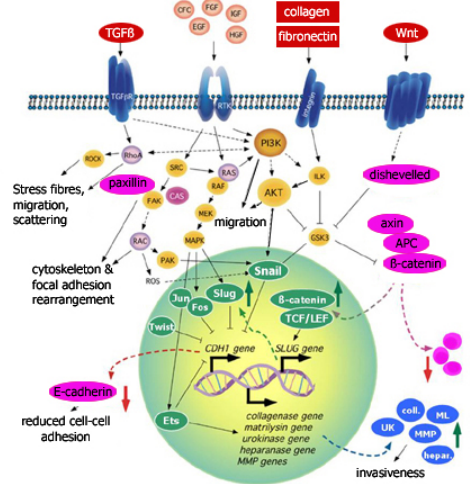 CFC
FGF
IGF
EGF
HGF
collagen
fibronectin
TGFß
Wnt
TGFβR
RTK
integrin
PI3K
ROCK
RhoA
SRC
RAS
ILK
paxillin
dishevelled
Stress fibres,
migration,
scattering
FAK
CAS
RAF
AKT
MEK
migration
axin
APC
ß-catenin
RAC
MAPK
GSK3
PAK
ROS
cytoskeleton &
focal adhesion
rearrangement
Snail
Jun
Fos
Slug
ß-catenin
TCF/LEF
Twist
CDH1 gene
SLUG gene
E-cadherin
reduced cell-cell
adhesion
Ets
collagenase gene
matrilysin gene
urokinase gene
heparanase gene
MMP genes
coll.
ML
UK
MMP
hepar.
invasiveness